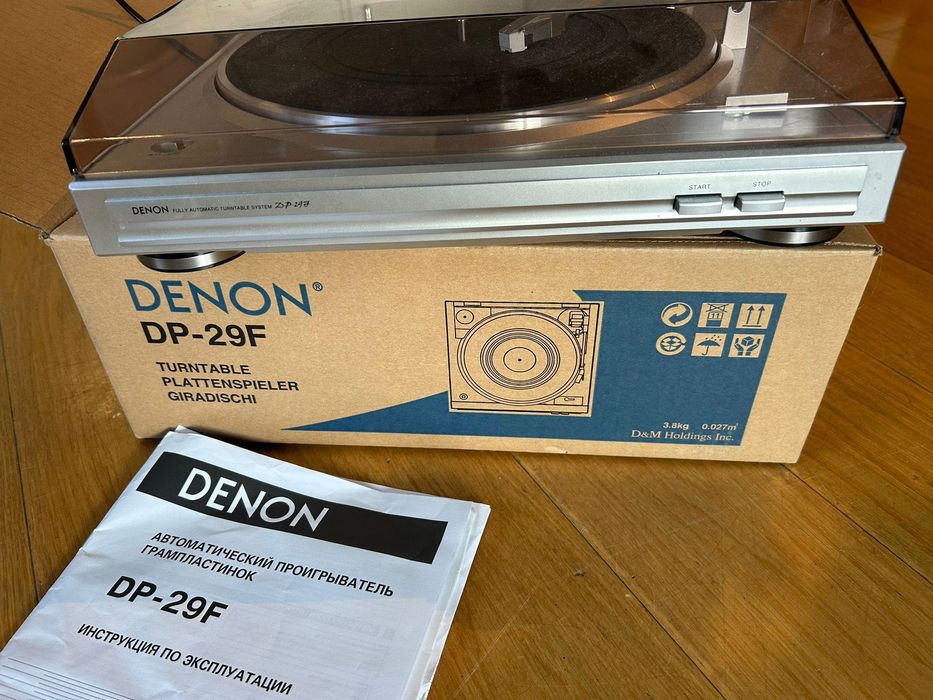 DENON FULLY AUTOMATIC TURNTABLE SYSTEM DP-29F
START
STOP
DENON®
DP-29F
TURNTABLE
PLATTENSPIELER
GIRADISCHI
11
3.8kg 0.027m³
D&M Holdings Inc.
DENON
АВТОМАТИЧЕСКИЙ ПРОИГРЫВАТЕЛЬ
ГРАМПЛАСТИНОК
DP-29F
ИНСТРУКЦИЯ ПО ЭКСПЛУАТАЦИИ